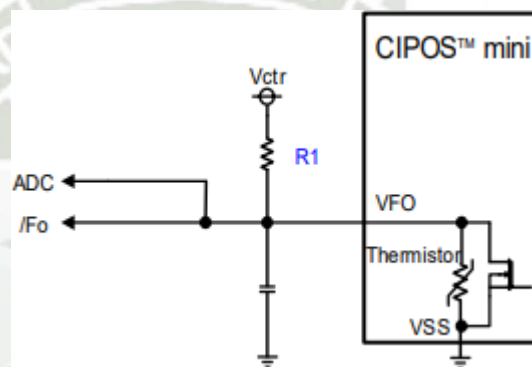 CIPOS™ mini
Vctr
R1
ADC
/Fo
VFO
Thermistor
VSS